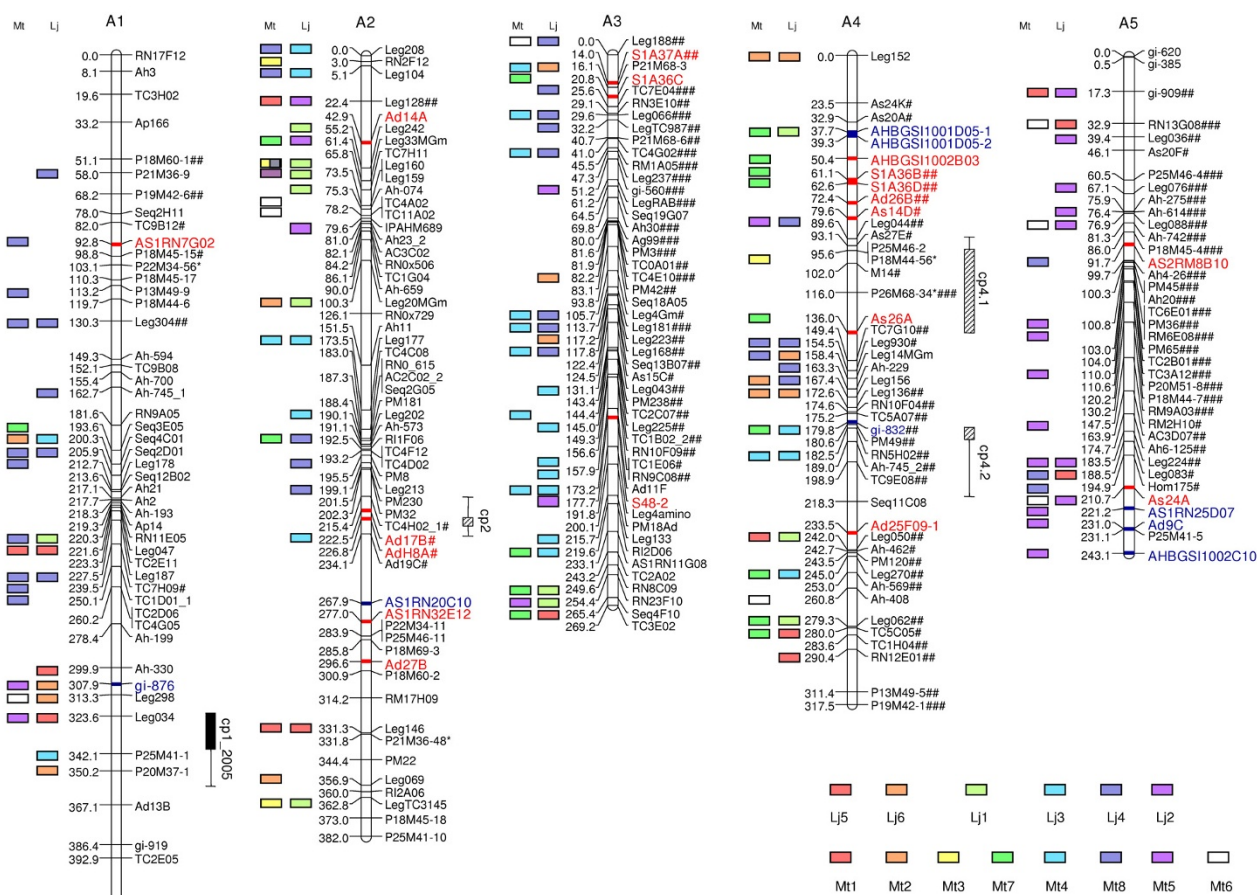 Mt Lj A1
0.0 RN17F12
8.1 Ah3
19.6 TC3H02
33.2 Ap166
51.1 P18M60-1##
58.0 P21M36-9
68.2 P19M42-6##
78.0 Seq2H11
82.0 TC9B12#
92.8 AS1RN7G02
98.8 P18M45-15#
103.1 P22M34-56*
110.3 P18M45-17
113.2 P13M49-9
119.7 P18M44-6
130.3 Leg304##
149.3 Ah-594
152.1 TC9B08
155.4 Ah-700
162.7 Ah-745_1
181.6 RN9A05
193.6 Seq3E05
200.3 Seq4C01
205.9 Seq2D01
212.7 Leg178
213.6 Seq12B02
217.1 Ah21
217.7 Ah2
218.3 Ah-193
219.3 Ap14
220.3 RN11E05
221.6 Leg047
223.3 TC2E11
227.5 Leg187
239.5 TC7H09#
250.1 TC1D01_1
260.2 TC2D06
TC4G05
278.4 Ah-199
299.9 Ah-330
307.9 gi-876
313.3 Leg298
323.6 Leg034
342.1 P25M41-1
350.2 P20M37-1
367.1 Ad13B
386.4 gi-919
392.9 TC2E05
cp1_2005
Mt Lj A2
0.0 Leg208
3.0 RN2F12
5.1 Leg104
22.4 Leg128##
42.9 Ad14A
55.2 Leg242
61.4 Leg33MGm
65.8 TC7H11
73.5 Leg160
Leg159
75.3 Ah-074
78.2 TC4A02
TC11A02
79.6 IPAHM689
81.0 Ah23_2
82.1 AC3C02
84.2 RN0x506
86.1 TC1G04
90.0 Ah-659
100.3 Leg20MGm
126.1 RN0x729
151.5 Ah11
173.5 Leg177
183.0 TC4C08
RN0_615
187.3 AC2C02_2
Seq2G05
188.4 PM181
190.1 Leg202
191.1 Ah-573
192.5 RI1F06
193.2 TC4F12
TC4D02
195.5 PM8
199.1 Leg213
201.5 PM230
202.3 PM32
215.4 TC4H02_1#
222.5 Ad17B#
226.8 AdH8A#
234.1 Ad19C#
267.9 AS1RN20C10
277.0 AS1RN32E12
P22M34-11
283.9 P25M46-11
285.8 P18M69-3
296.6 Ad27B
300.9 P18M60-2
314.2 RM17H09
331.3 Leg146
331.8 P21M36-48*
344.4 PM22
356.9 Leg069
360.0 RI2A06
362.8 LegTC3145
373.0 P18M45-18
382.0 P25M41-10
cp2
Mt Lj A3
0.0 Leg188##
14.0 S1A37A##
16.1 P21M68-3
20.8 S1A36C
25.6 TC7E04###
29.1 RN3E10##
29.6 Leg066###
32.2 LegTC987##
40.7 P21M68-6##
41.0 TC4G02###
45.5 RM1A05###
47.3 Leg237###
51.2 gi-560###
61.2 LegRAB###
64.5 Seq19G07
69.8 Ah30###
80.0 Ag99###
81.6 PM3###
81.9 TC0A01##
82.2 TC4E10##
83.1 PM42##
93.8 Seq18A05
105.7 Leg4Gm#
113.7 Leg181###
117.2 Leg223##
117.8 Leg168##
122.4 Seq13B07##
124.5 As15C#
131.1 Leg043##
143.4 PM238##
144.4 TC2C07##
145.0 Leg225##
149.3 TC1B02_2##
156.6 RN10F09##
157.9 TC1E06#
RN9C08##
173.2 Ad11F
177.7 S48-2
191.8 Leg4amino
200.1 PM18Ad
215.7 Leg133
219.6 RI2D06
233.1 AS1RN11G08
243.2 TC2A02
249.6 RN8C09
254.4 RN23F10
265.4 Seq4F10
269.2 TC3E02
Mt Lj A4
0.0 Leg152
23.5 As24K#
32.9 As20A#
37.7 AHBGSI1001D05-1
39.3 AHBGSI1001D05-2
50.4 AHBGSI1002B03
61.1 S1A36B##
62.6 S1A36D##
72.4 Ad26B##
79.6 As14D#
89.6 Leg044##
93.1 As27E#
95.6 P25M46-2
P18M44-56*
102.0 M14#
116.0 P26M68-34*###
136.0 As26A
149.4 TC7G10##
154.5 Leg930#
158.4 Leg14MGm
163.3 Ah-229
167.4 Leg156
172.6 Leg136##
174.6 RN10F04##
175.2 TC5A07##
179.8 gi-832##
180.6 PM49##
182.5 RN5H02##
189.0 Ah-745_2##
198.9 TC9E08##
218.3 Seq11C08
233.5 Ad25F09-1
242.0 Leg050##
242.7 Ah-462#
243.5 PM120##
245.0 Leg270##
253.0 Ah-569##
260.8 Ah-408
279.3 Leg062##
280.0 TC5C05#
283.6 TC1H04##
290.4 RN12E01##
311.4 P13M49-5##
317.5 P19M42-1###
cp4.1
cp4.2
Mt Lj A5
0.0 gi-620
0.5 gi-385
17.3 gi-909##
32.9 RN13G08###
39.4 Leg036##
46.1 As20F#
60.5 P25M46-4###
67.1 Leg076###
75.9 Ah-275###
76.4 Ah-614###
76.9 Leg088###
81.3 Ah-742###
86.0 P18M45-4###
91.7 AS2RM8B10
99.7 Ah4-26###
100.3 PM45###
Ah20###
TC6E01###
100.8 PM36###
RM6E08###
103.0 PM65###
104.0 TC2B01###
110.0 TC3A12###
110.6 P20M51-8###
120.2 P18M44-7###
130.2 RM9A03###
147.5 RM2H10#
163.9 AC3D07##
174.7 Ah6-125##
183.5 Leg224##
188.5 Leg083#
194.9 Hom175#
210.7 As24A
221.2 AS1RN25D07
231.0 Ad9C
231.1 P25M41-5
243.1 AHBGSI1002C10
Lj5 Lj6 Lj1 Lj3 Lj4 Lj2
Mt1 Mt2 Mt3 Mt7 Mt4 Mt8 Mt5 Mt6